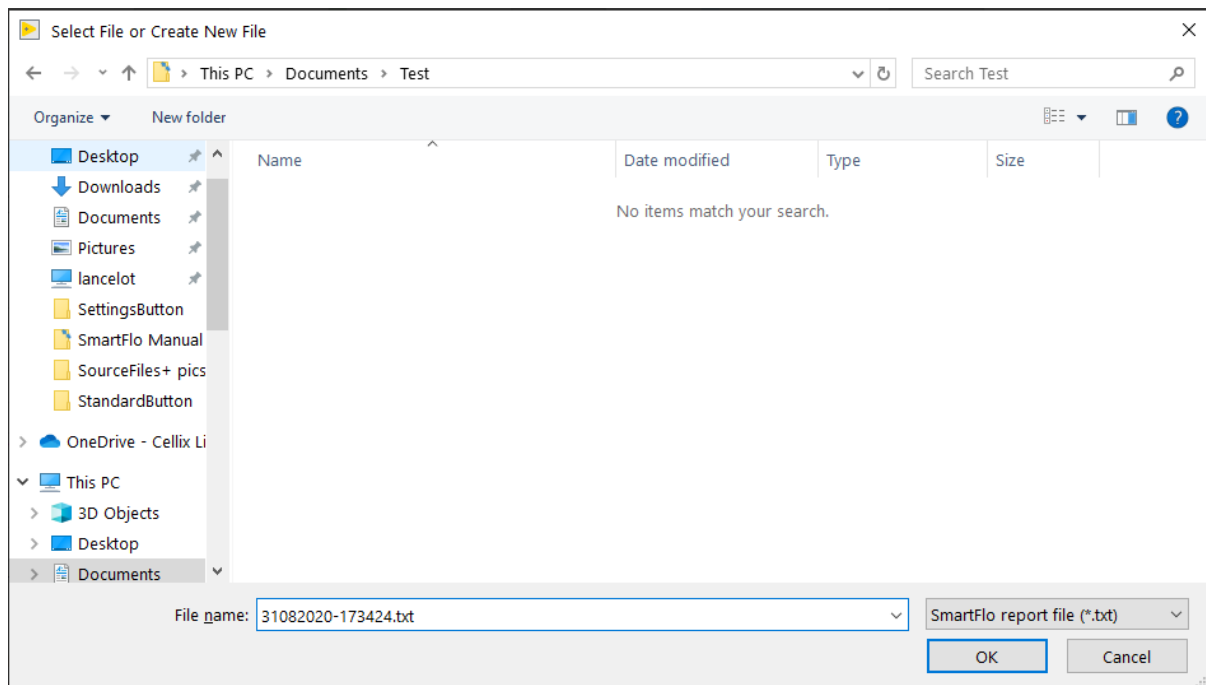 Select File or Create New File
This PC > Documents > Test
Search Test
Organize
New folder
Name
Date modified
Type
Size
No items match your search.
Desktop
Downloads
Documents
Pictures
lancelot
SettingsButton
SmartFlo Manual
SourceFiles+ pics
StandardButton
OneDrive - Cellix Li
This PC
3D Objects
Desktop
Documents
File name: 31082020-173424.txt
SmartFlo report file (*.txt)
OK
Cancel